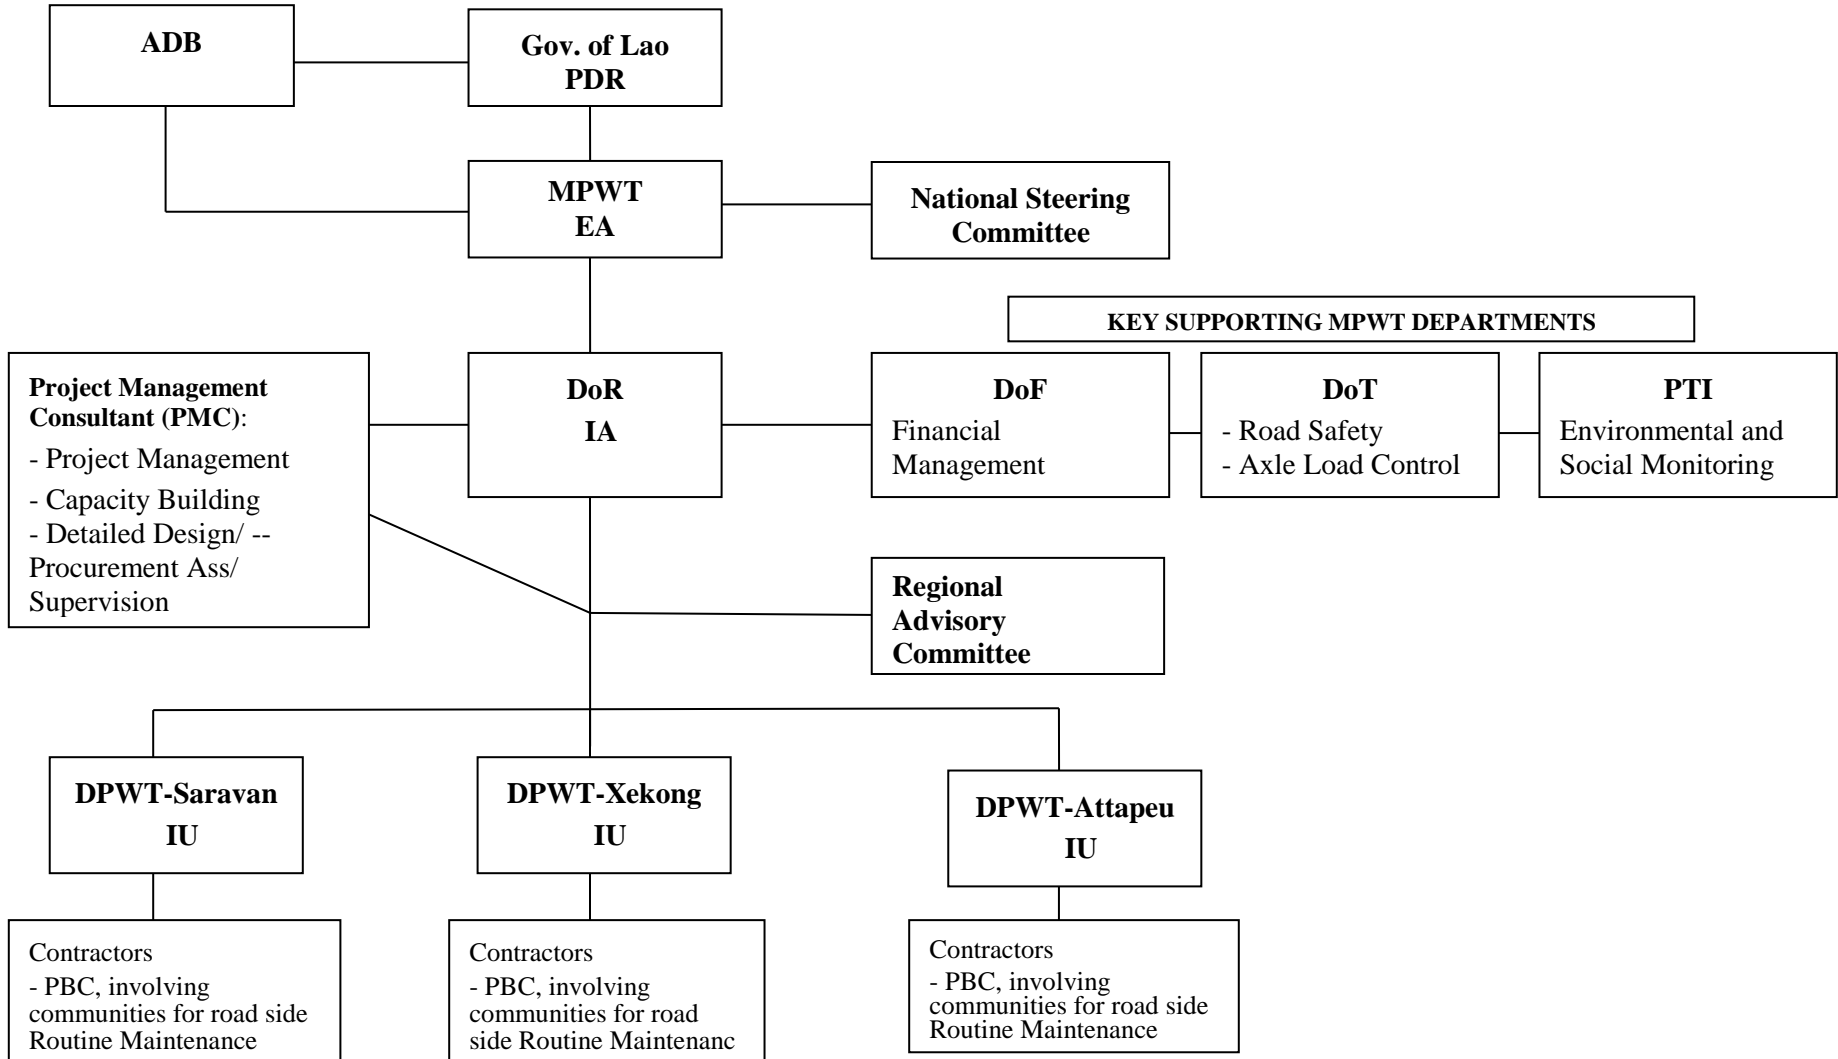 ADB
Gov. of Lao
PDR
MPWT
EA
National Steering
Committee
KEY SUPPORTING MPWT DEPARTMENTS
Project Management
Consultant (PMC):
- Project Management
- Capacity Building
- Detailed Design/ --
Procurement Ass/
Supervision
DoR
IA
DoF
Financial
Management
DoT
- Road Safety
- Axle Load Control
PTI
Environmental and
Social Monitoring
Regional
Advisory
Committee
DPWT-Saravan
IU
DPWT-Xekong
IU
DPWT-Attapeu
IU
Contractors
- PBC, involving
communities for road side
Routine Maintenance
Contractors
- PBC, involving
communities for road
side Routine Maintenanc
Contractors
- PBC, involving
communities for road side
Routine Maintenance